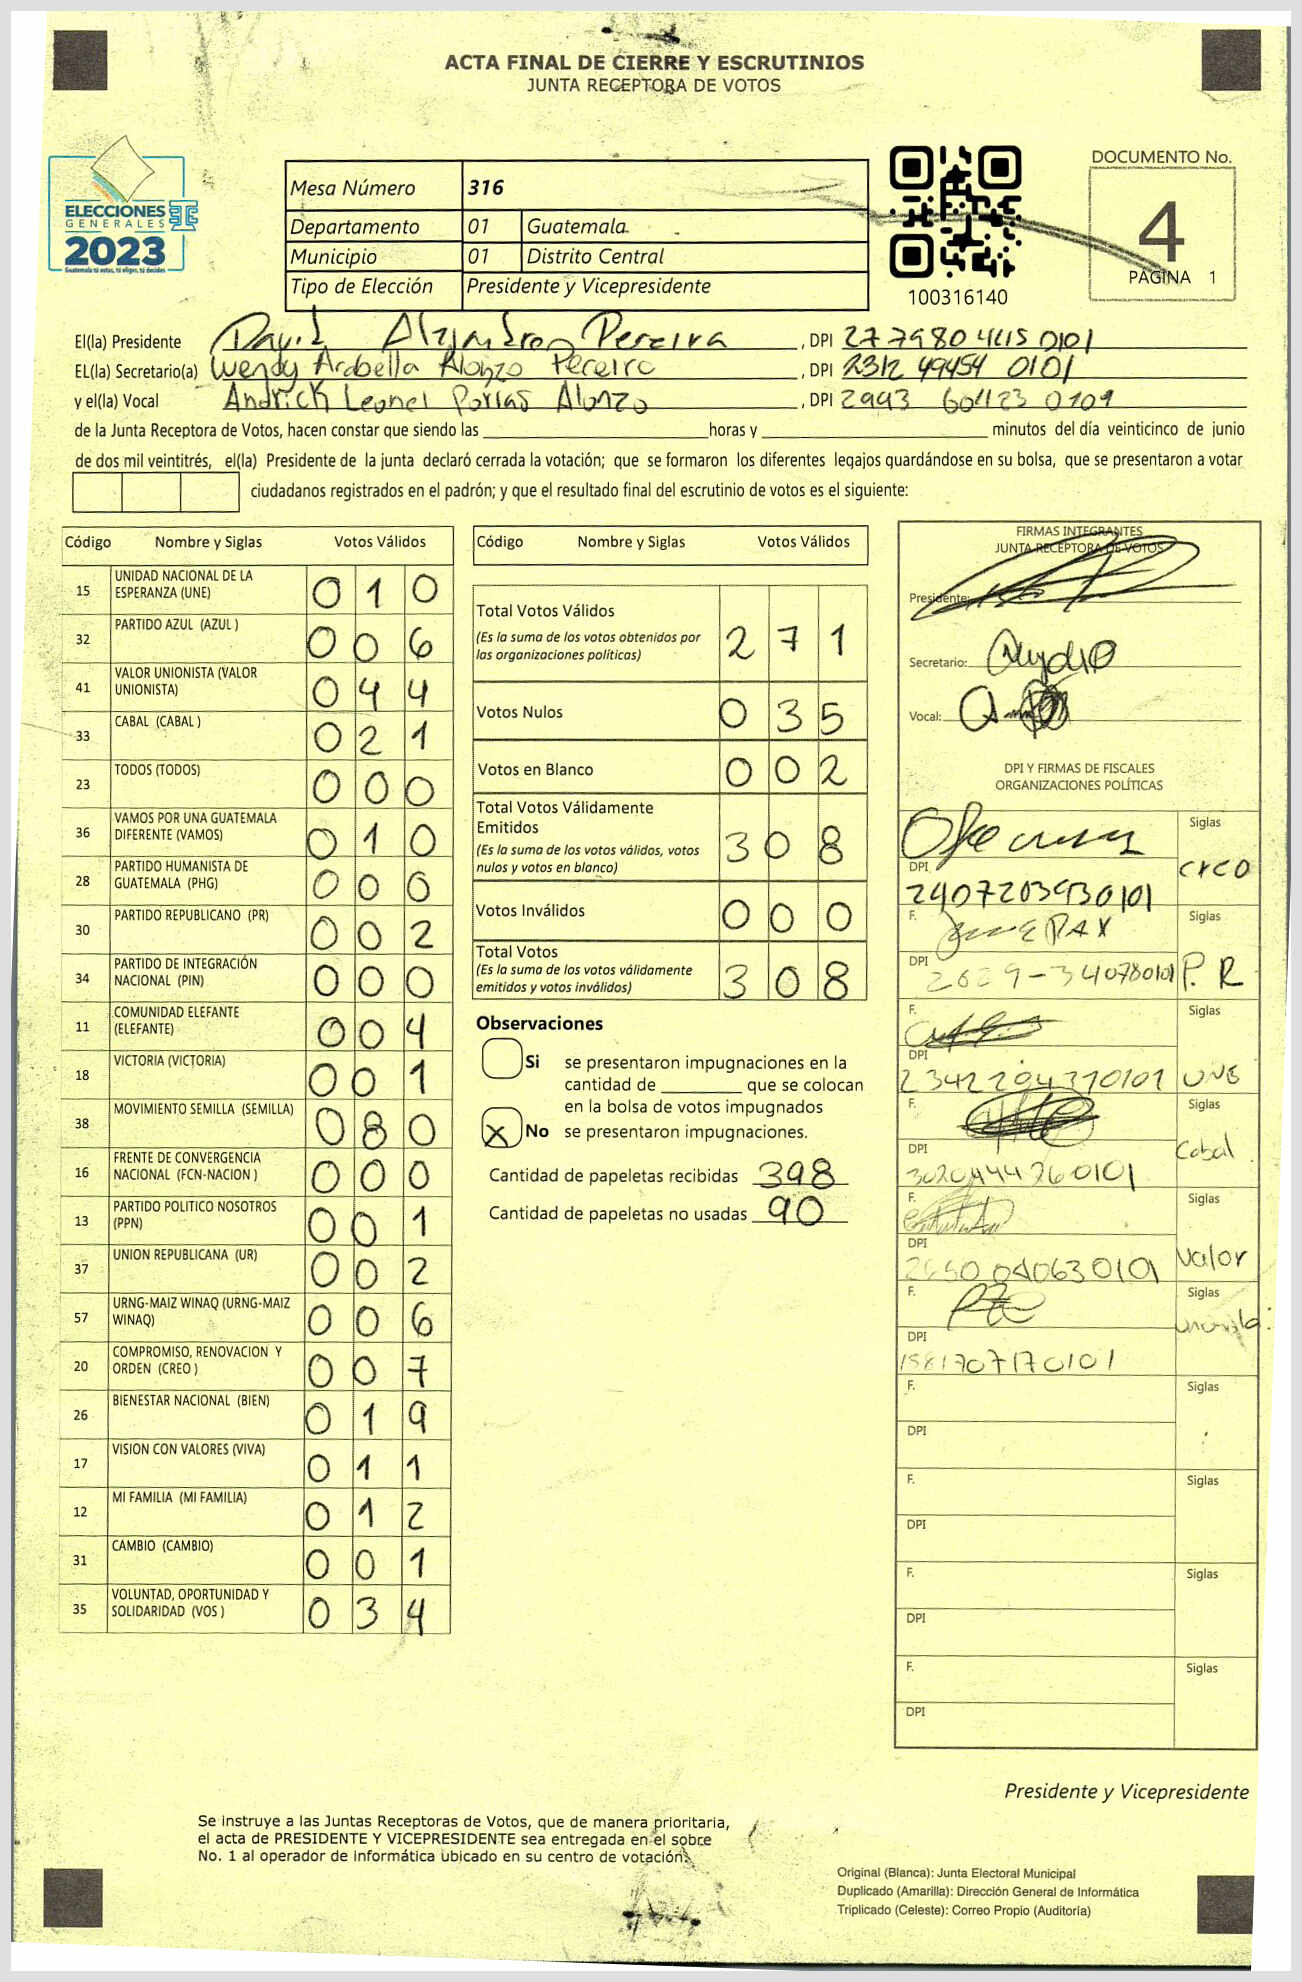 ACTA FINAL DE CIERRE Y ESCRUTINIOS
JUNTA RECEPTORA DE VOTOS
ELECCIONES
GENERALES
2023
Guatemala tú votas, tú eliges, tú decides
Mesa Número 316
Departamento 01 Guatemala
Municipio 01 Distrito Central
Tipo de Elección Presidente y Vicepresidente
100316140
DOCUMENTO No.
4
PÁGINA 1
El(la) Presidente David Pereira, DPI 277980 4415 0101
EL(la) Secretario(a) Wendy Arabella Alonzo Pereira, DPI 2312 49454 0101
y el(la) Vocal Andrick Leonel Porras Alonzo, DPI 2993 0101
de la Junta Receptora de Votos, hacen constar que siendo las horas y minutos del día veinticinco de junio
de dos mil veintitrés, el(la) Presidente de la junta declaró cerrada la votación; que se formaron los diferentes legajos guardándose en su bolsa, que se presentaron a votar
ciudadanos registrados en el padrón; y que el resultado final del escrutinio de votos es el siguiente:
Código Nombre y Siglas Votos Válidos
15 UNIDAD NACIONAL DE LA ESPERANZA (UNE) 0 1 0
32 PARTIDO AZUL (AZUL ) 0 0 6
41 VALOR UNIONISTA (VALOR UNIONISTA) 0 4 4
33 CABAL (CABAL ) 0 2 1
23 TODOS (TODOS) 0 0 0
36 VAMOS POR UNA GUATEMALA DIFERENTE (VAMOS) 0 1 0
28 PARTIDO HUMANISTA DE GUATEMALA (PHG) 0 0 0
30 PARTIDO REPUBLICANO (PR) 0 0 2
34 PARTIDO DE INTEGRACIÓN NACIONAL (PIN) 0 0 0
11 COMUNIDAD ELEFANTE (ELEFANTE) 0 0 4
18 VICTORIA (VICTORIA) 0 0 1
38 MOVIMIENTO SEMILLA (SEMILLA) 0 8 0
16 FRENTE DE CONVERGENCIA NACIONAL (FCN-NACION ) 0 0 0
13 PARTIDO POLITICO NOSOTROS (PPN) 0 0 1
37 UNION REPUBLICANA (UR) 0 0 2
57 URNG-MAIZ WINAQ (URNG-MAIZ WINAQ) 0 0 6
20 COMPROMISO, RENOVACION Y ORDEN (CREO ) 0 0 7
26 BIENESTAR NACIONAL (BIEN) 0 1 9
17 VISION CON VALORES (VIVA) 0 1 1
12 MI FAMILIA (MI FAMILIA) 0 1 2
31 CAMBIO (CAMBIO) 0 0 1
35 VOLUNTAD, OPORTUNIDAD Y SOLIDARIDAD (VOS ) 0 3 4
Código Nombre y Siglas Votos Válidos
Total Votos Válidos
(Es la suma de los votos obtenidos por
las organizaciones politicas) 2 7 1
Votos Nulos 0 3 5
Votos en Blanco 0 0 2
Total Votos Válidamente
Emitidos
(Es la suma de los votos válidos, votos
nulos y votos en blanco) 3 0 8
Votos Inválidos 0 0 0
Total Votos
(Es la suma de los votos válidamente
emitidos y votos inválidos) 3 0 8
Observaciones
Si se presentaron impugnaciones en la
cantidad de que se colocan
en la bolsa de votos impugnados
X No se presentaron impugnaciones.
Cantidad de papeletas recibidas 398
Cantidad de papeletas no usadas 90
FIRMAS INTEGRANTES
JUNTA RECEPTORA DE VOTOS
Presidente:
Secretario:
Vocal:
DPI Y FIRMAS DE FISCALES
ORGANIZACIONES POLÍTICAS
Siglas
creo
DPI
F. Siglas
DPI
P. R
F. Siglas
DPI
UNE
F. Siglas
DPI
Cabal
F. Siglas
DPI
Valor
F. Siglas
DPI
F. Siglas
DPI
F. Siglas
DPI
F. Siglas
DPI
F. Siglas
DPI
Presidente y Vicepresidente
Se instruye a las Juntas Receptoras de Votos, que de manera prioritaria,
el acta de PRESIDENTE Y VICEPRESIDENTE sea entregada en el sobre
No. 1 al operador de informática ubicado en su centro de votación.
Original (Blanca): Junta Electoral Municipal
Duplicado (Amarilla): Dirección General de Informática
Triplicado (Celeste): Correo Propio (Auditoría)